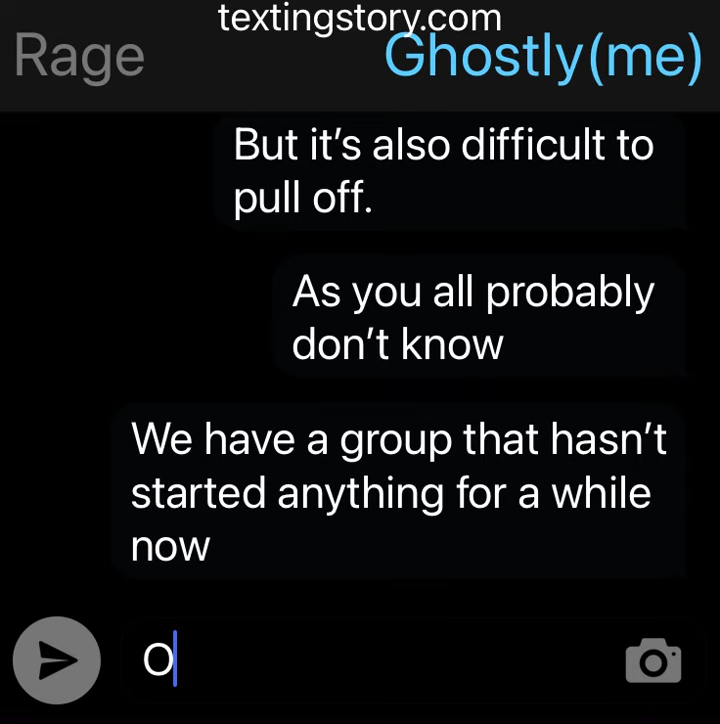 textingstory.com
Rage
Ghostly(me)
But it’s also difficult to
pull off.
As you all probably
don’t know
We have a group that hasn’t
started anything for a while
now
O